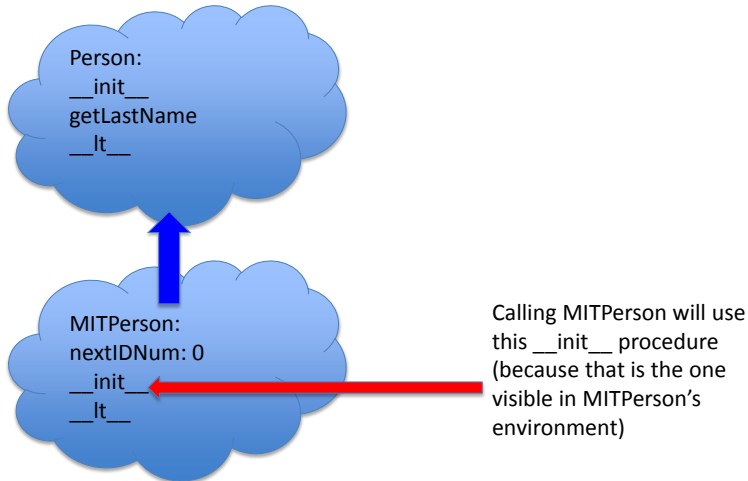 Person:
__init__
getLastName
__lt__
MITPerson:
nextIDNum: 0
__init__
__lt__
Calling MITPerson will use
this __init__ procedure
(because that is the one
visible in MITPerson’s
environment)